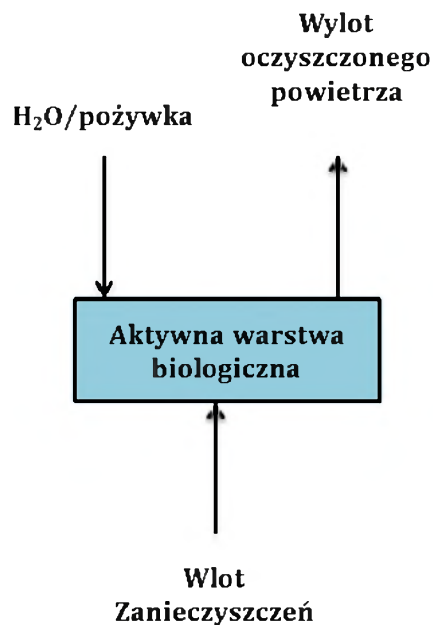 Wylot
oczyszczonego
powietrza
H₂O/pożywka
Aktywna warstwa
biologiczna
Wlot
Zanieczyszczeń